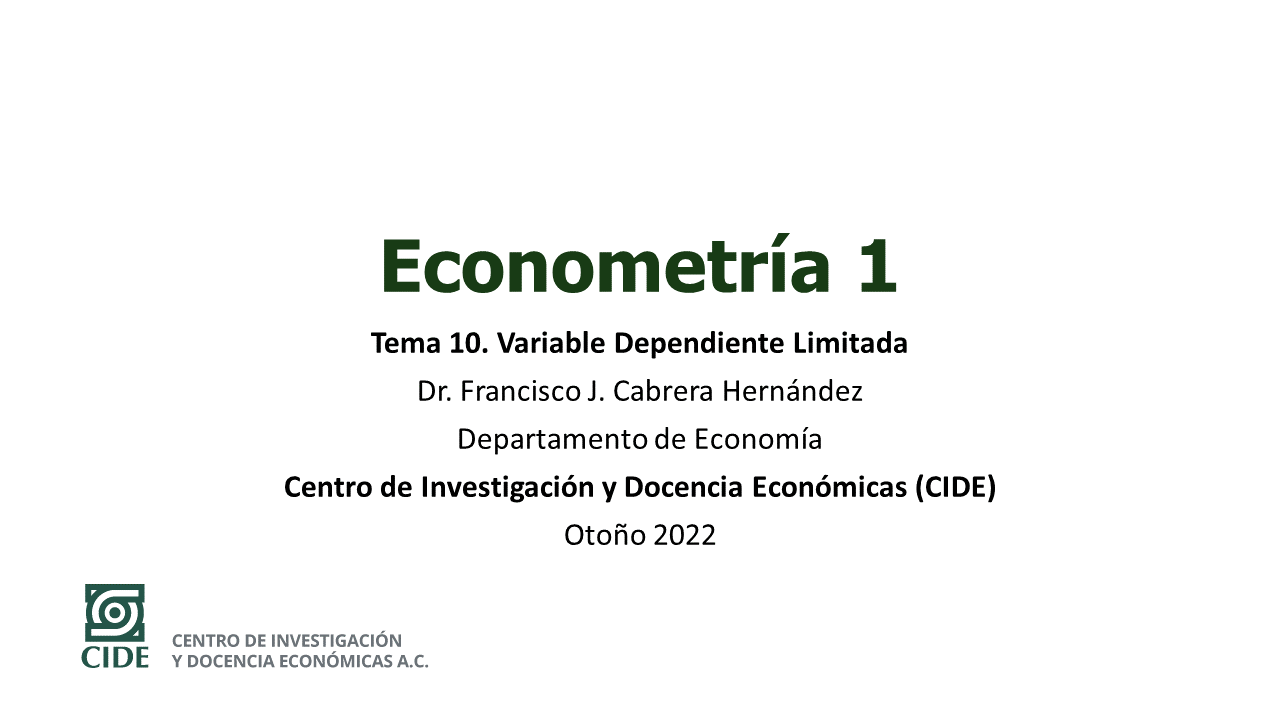 Econometría 1
Tema 10. Variable Dependiente Limitada
Dr. Francisco J. Cabrera Hernández
Departamento de Economía
Centro de Investigación y Docencia Económicas (CIDE)
Otoño 2022
CIDE
CENTRO DE INVESTIGACIÓN
Y DOCENCIA ECONÓMICAS A.C.